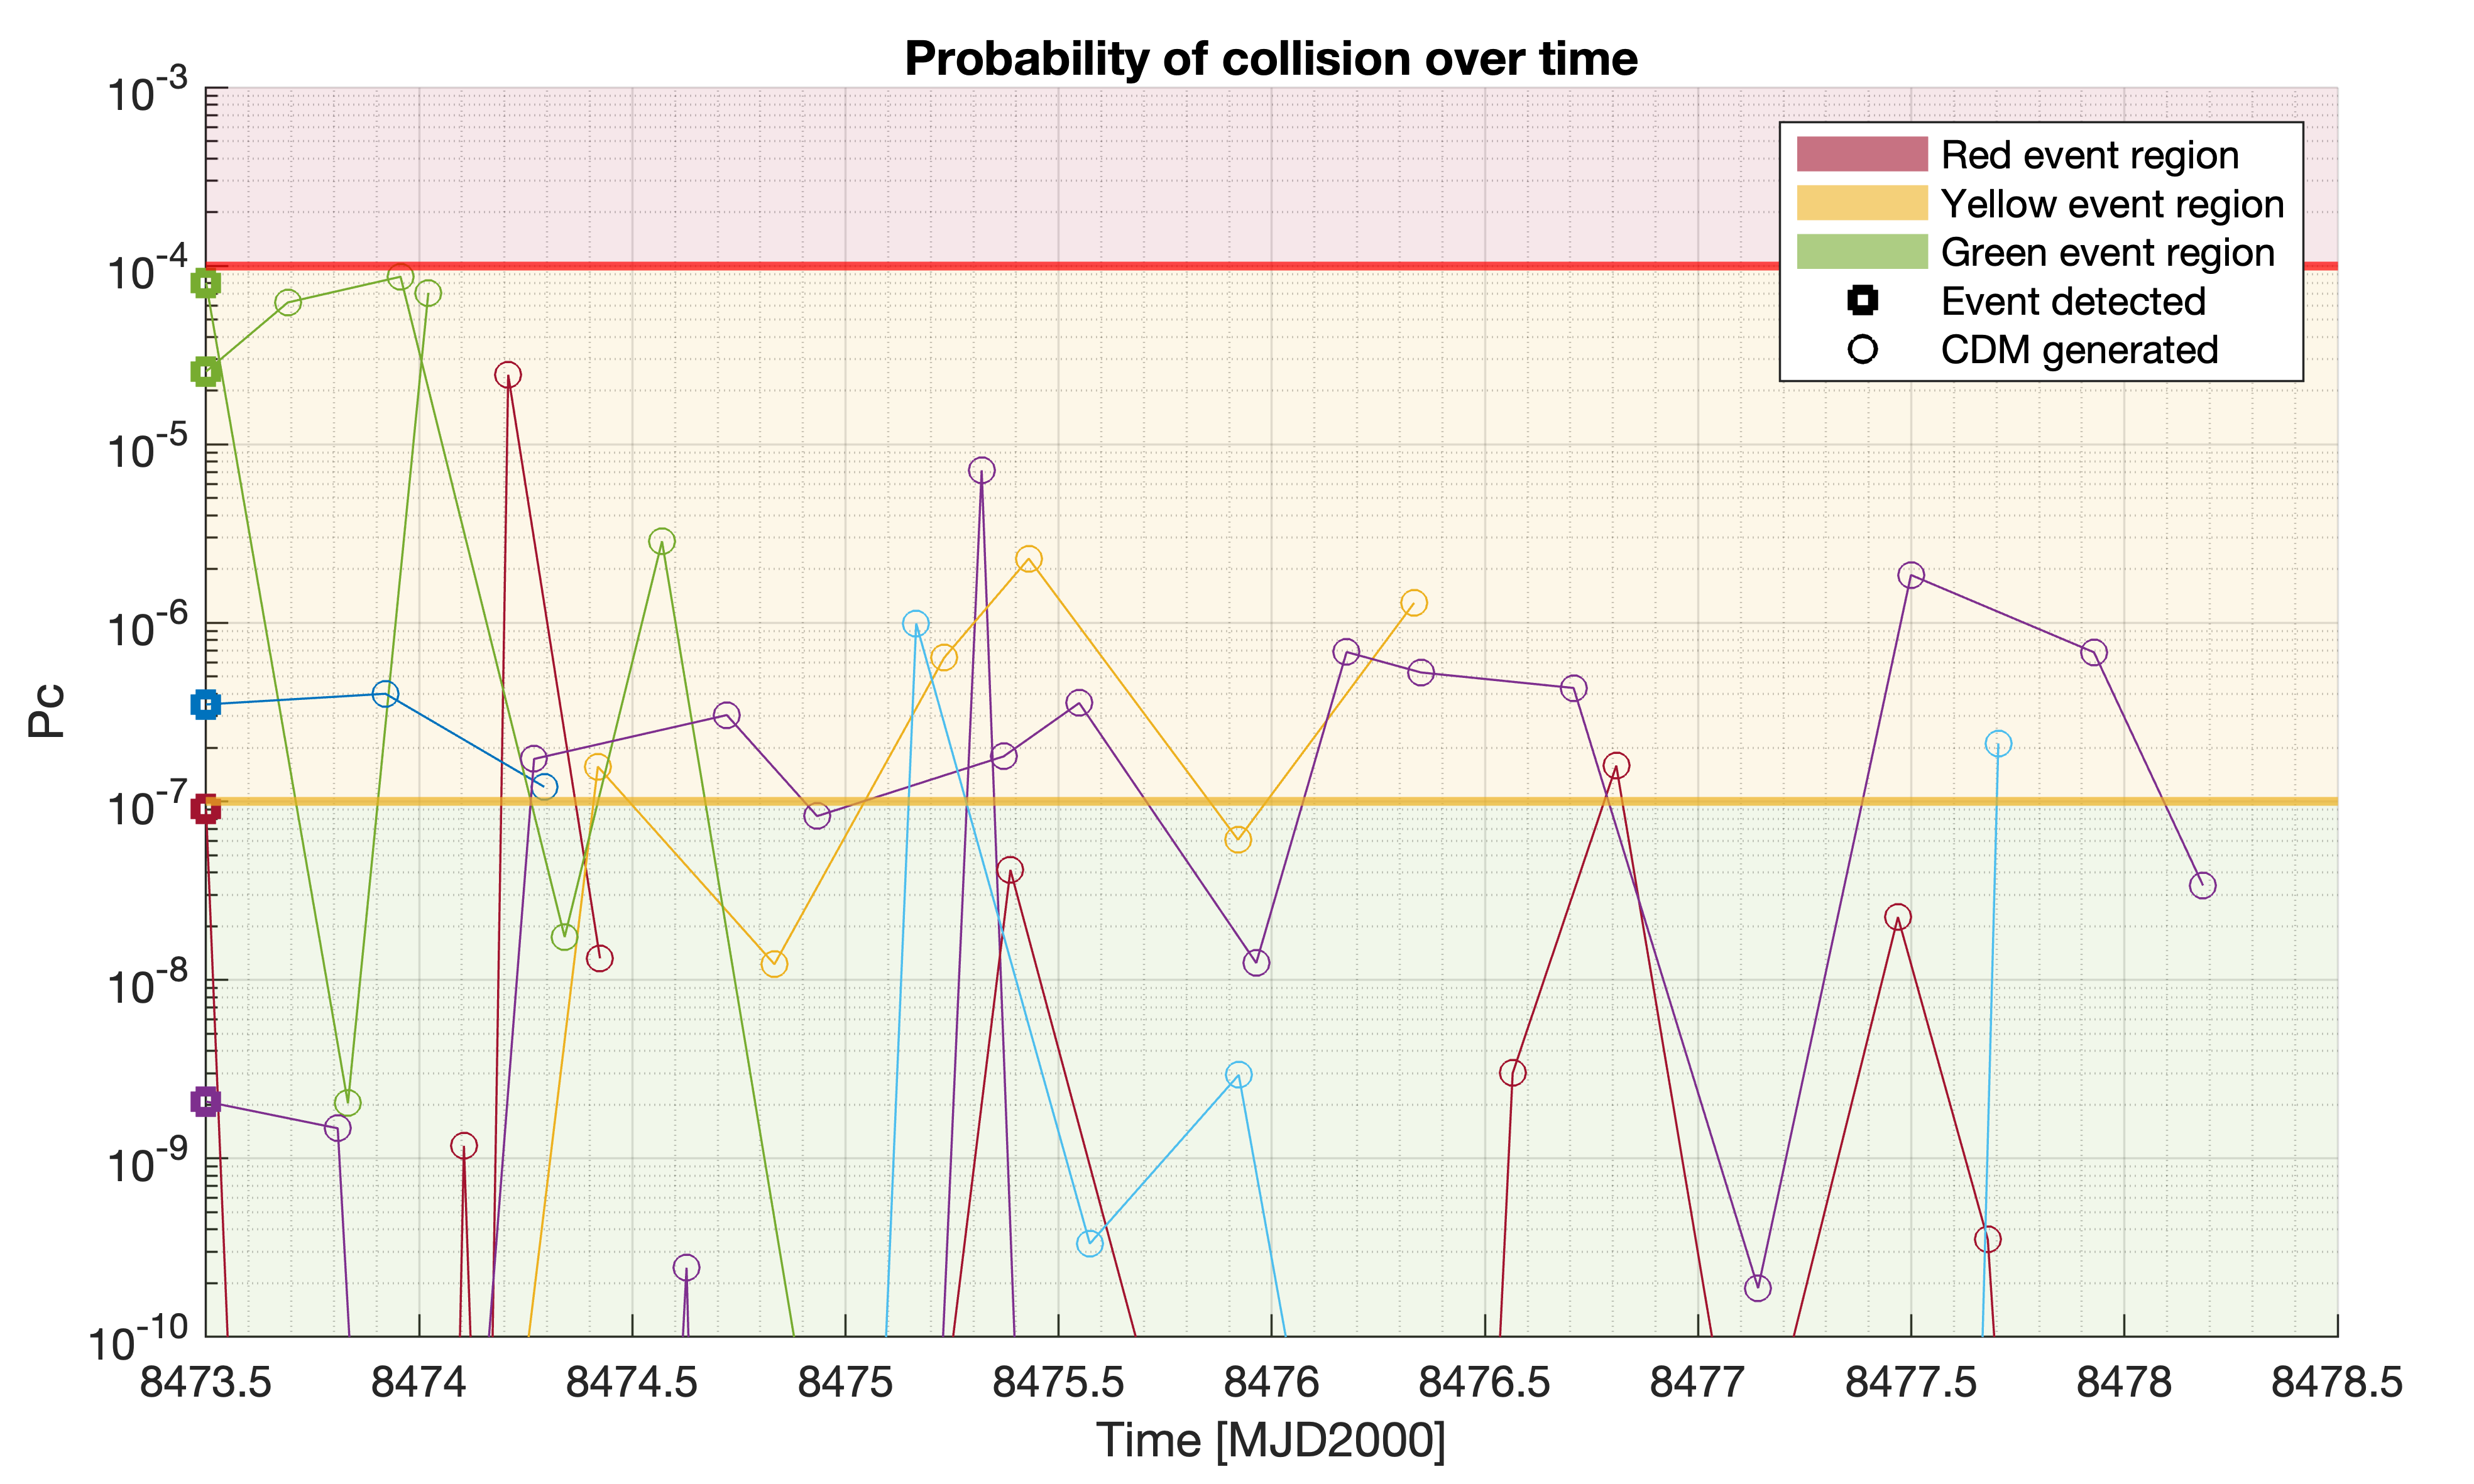 Probability of collision over time
10^-3
10^-4
10^-5
10^-6
10^-7
10^-8
10^-9
10^-10
Pc
Red event region
Yellow event region
Green event region
Event detected
CDM generated
8473.5 8474 8474.5 8475 8475.5 8476 8476.5 8477 8477.5 8478 8478.5
Time [MJD2000]